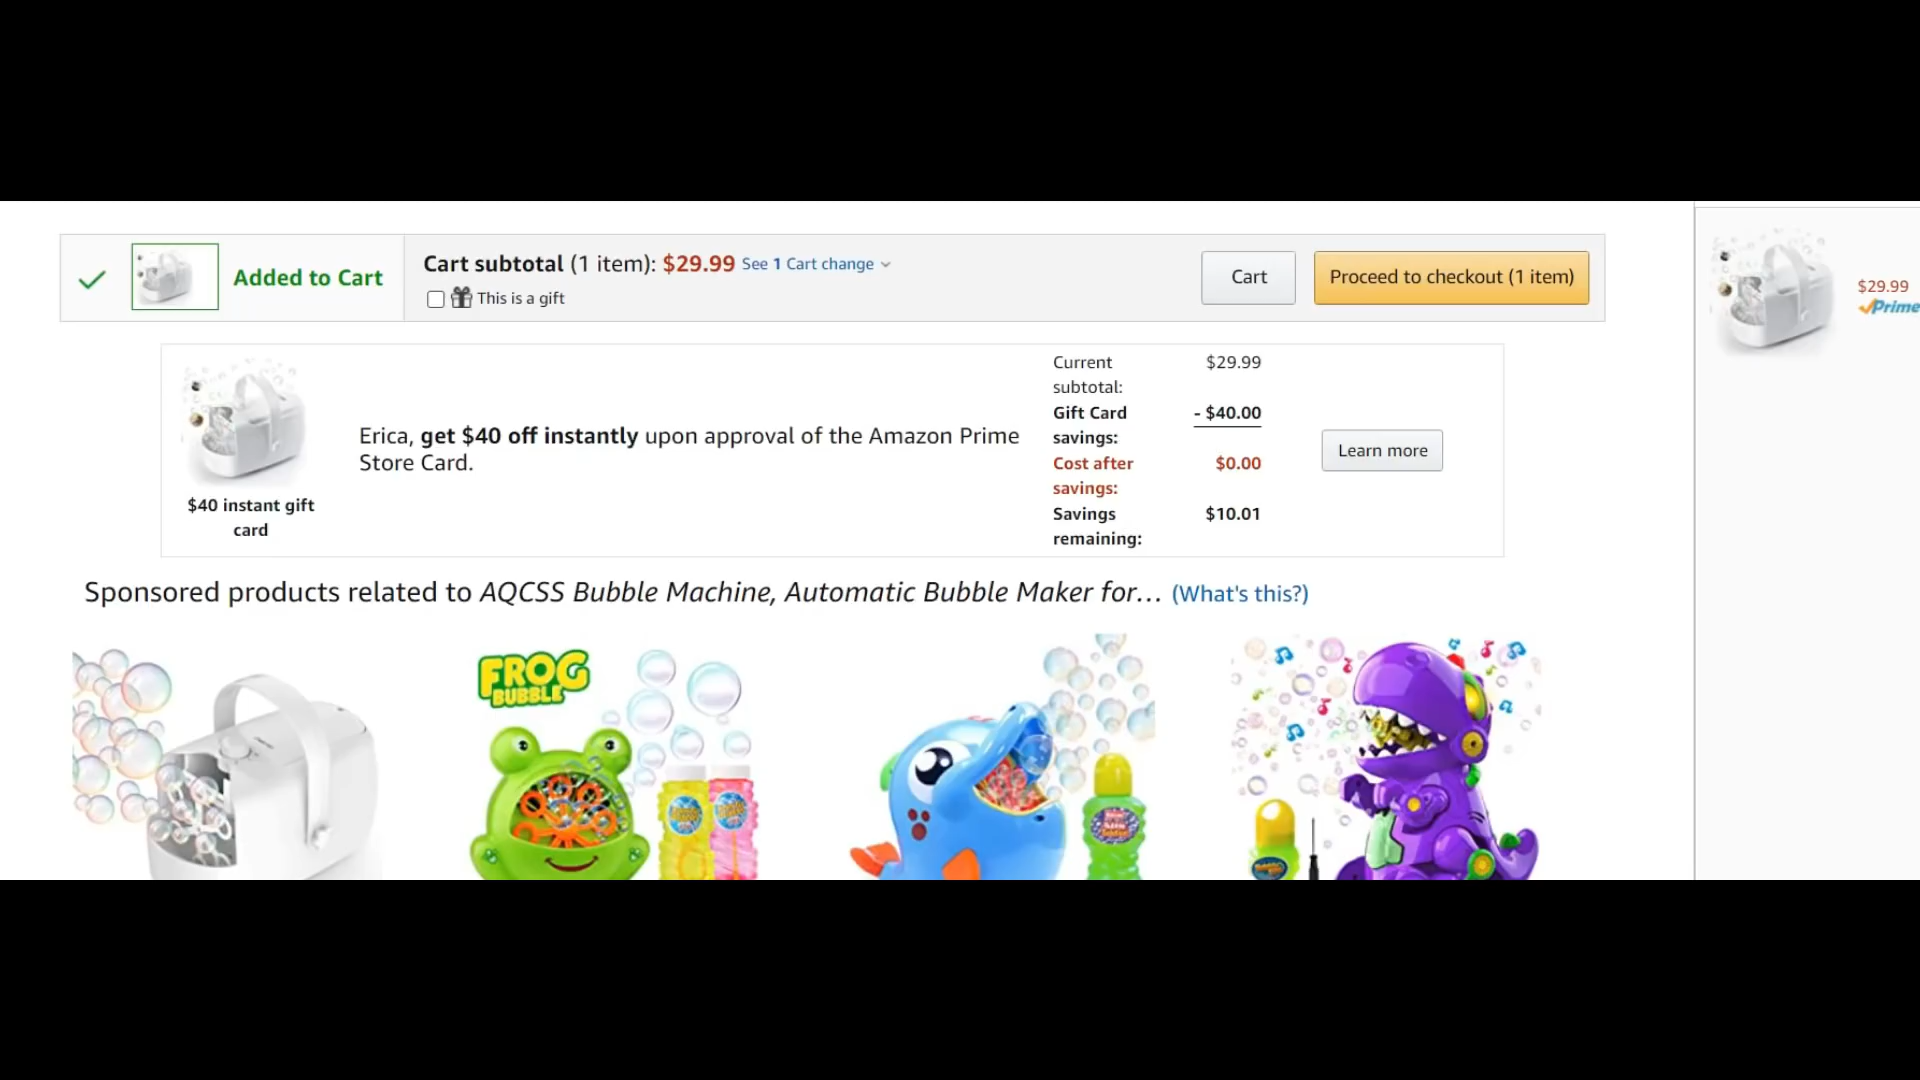 Added to Cart
Cart subtotal (1 item): $29.99 See 1 Cart change
This is a gift
Cart
Proceed to checkout (1 item)
$29.99
Prime
$40 instant gift
card
Erica, get $40 off instantly upon approval of the Amazon Prime
Store Card.
Current
subtotal:
$29.99
Gift Card
savings:
- $40.00
Cost after
savings:
$0.00
Savings
remaining:
$10.01
Learn more
Sponsored products related to AQCSS Bubble Machine, Automatic Bubble Maker for... (What's this?)
FROG
BUBBLE